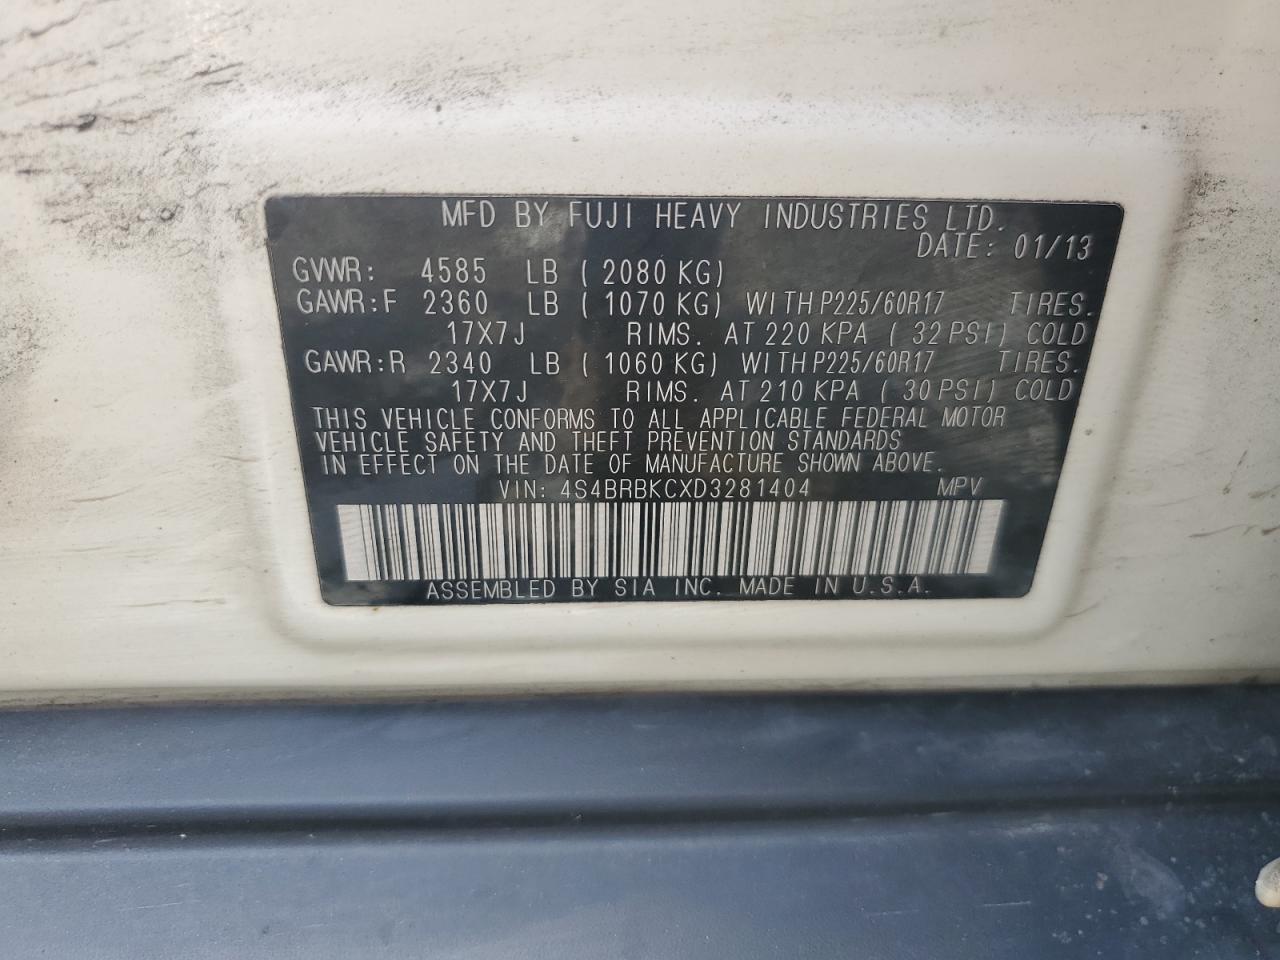 MFD BY FUJI HEAVY INDUSTRIES LTD.
DATE: 01/13
GVWR: 4585 LB ( 2080 KG)
GAWR:F 2360 LB ( 1070 KG) WITH P225/60R17 TIRES.
17X7J RIMS. AT 220 KPA ( 32 PSI) COLD
GAWR:R 2340 LB ( 1060 KG) WITH P225/60R17 TIRES.
17X7J RIMS. AT 210 KPA ( 30 PSI) COLD
THIS VEHICLE CONFORMS TO ALL APPLICABLE FEDERAL MOTOR
VEHICLE SAFETY AND THEFT PREVENTION STANDARDS
IN EFFECT ON THE DATE OF MANUFACTURE SHOWN ABOVE.
VIN: 4S4BRBKCXD3281404 MPV
ASSEMBLED BY SIA INC. MADE IN U.S.A.